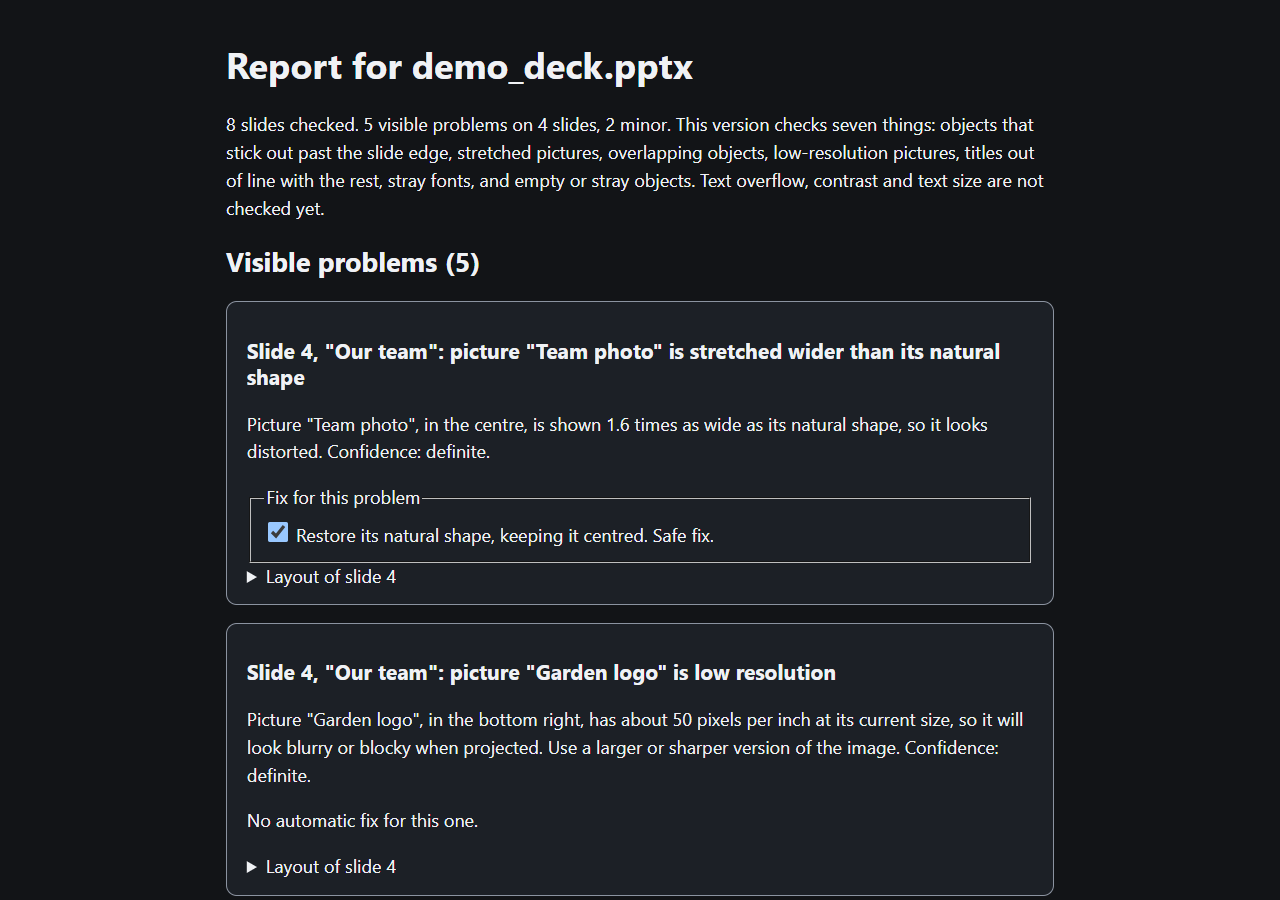 Report for demo_deck.pptx
8 slides checked. 5 visible problems on 4 slides, 2 minor. This version checks seven things: objects that
stick out past the slide edge, stretched pictures, overlapping objects, low-resolution pictures, titles out
of line with the rest, stray fonts, and empty or stray objects. Text overflow, contrast and text size are not
checked yet.
Visible problems (5)
Slide 4, "Our team": picture "Team photo" is stretched wider than its natural
shape
Picture "Team photo", in the centre, is shown 1.6 times as wide as its natural shape, so it looks
distorted. Confidence: definite.
Fix for this problem
Restore its natural shape, keeping it centred. Safe fix.
Layout of slide 4
Slide 4, "Our team": picture "Garden logo" is low resolution
Picture "Garden logo", in the bottom right, has about 50 pixels per inch at its current size, so it will
look blurry or blocky when projected. Use a larger or sharper version of the image. Confidence:
definite.
No automatic fix for this one.
Layout of slide 4